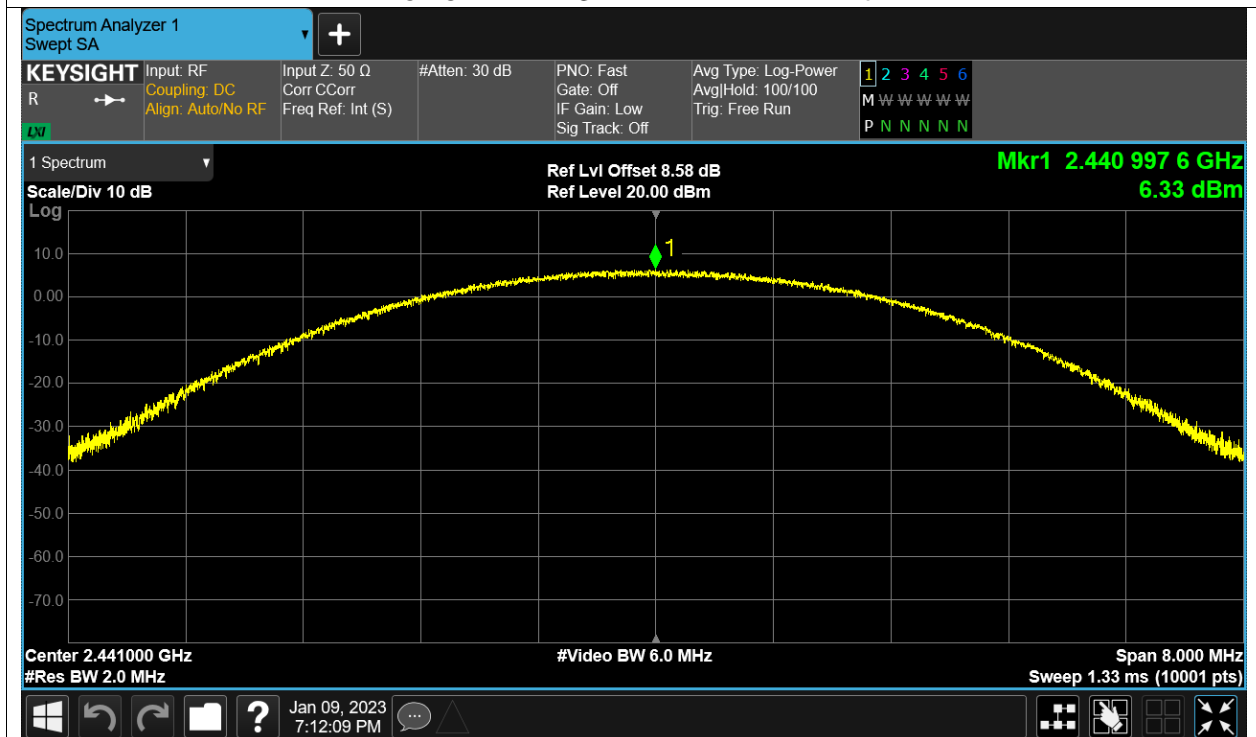 Spectrum Analyzer 1
Swept SA
KEYSIGHT
R
LXI
Input: RF
Coupling: DC
Align: Auto/No RF
Input Z: 50 Ω
Corr CCorr
Freq Ref: Int (S)
#Atten: 30 dB
PNO: Fast
Gate: Off
IF Gain: Low
Sig Track: Off
Avg Type: Log-Power
Avg|Hold: 100/100
Trig: Free Run
1 2 3 4 5 6
M W W W W W W
P N N N N N N
1 Spectrum
Scale/Div 10 dB
Log
Ref Lvl Offset 8.58 dB
Ref Level 20.00 dBm
Mkr1 2.440 997 6 GHz
6.33 dBm
1
10.0
0.00
-10.0
-20.0
-30.0
-40.0
-50.0
-60.0
-70.0
Center 2.441000 GHz
#Res BW 2.0 MHz
#Video BW 6.0 MHz
Span 8.000 MHz
Sweep 1.33 ms (10001 pts)
?
Jan 09, 2023
7:12:09 PM